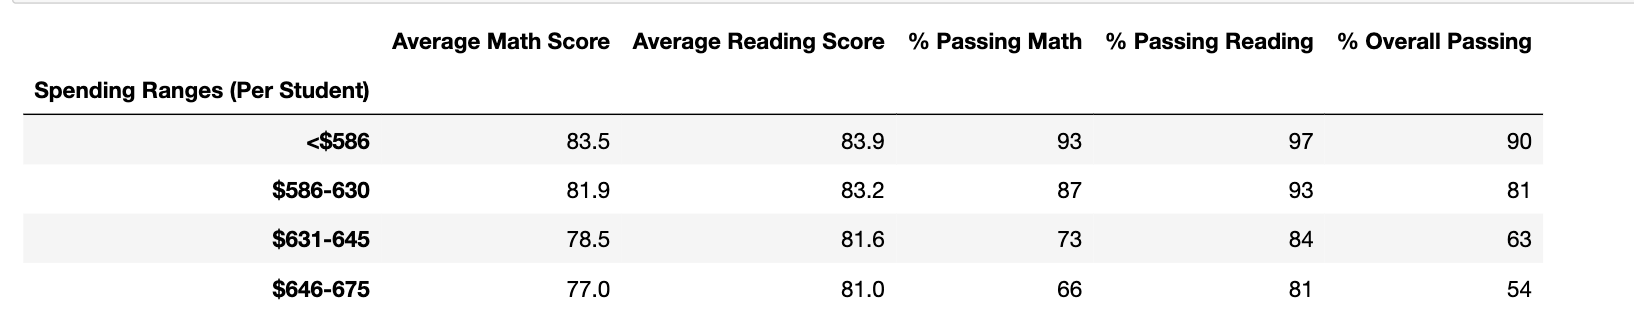 Average Math Score Average Reading Score % Passing Math % Passing Reading % Overall Passing
Spending Ranges (Per Student)
<$586 83.5 83.9 93 97 90
$586-630 81.9 83.2 87 93 81
$631-645 78.5 81.6 73 84 63
$646-675 77.0 81.0 66 81 54